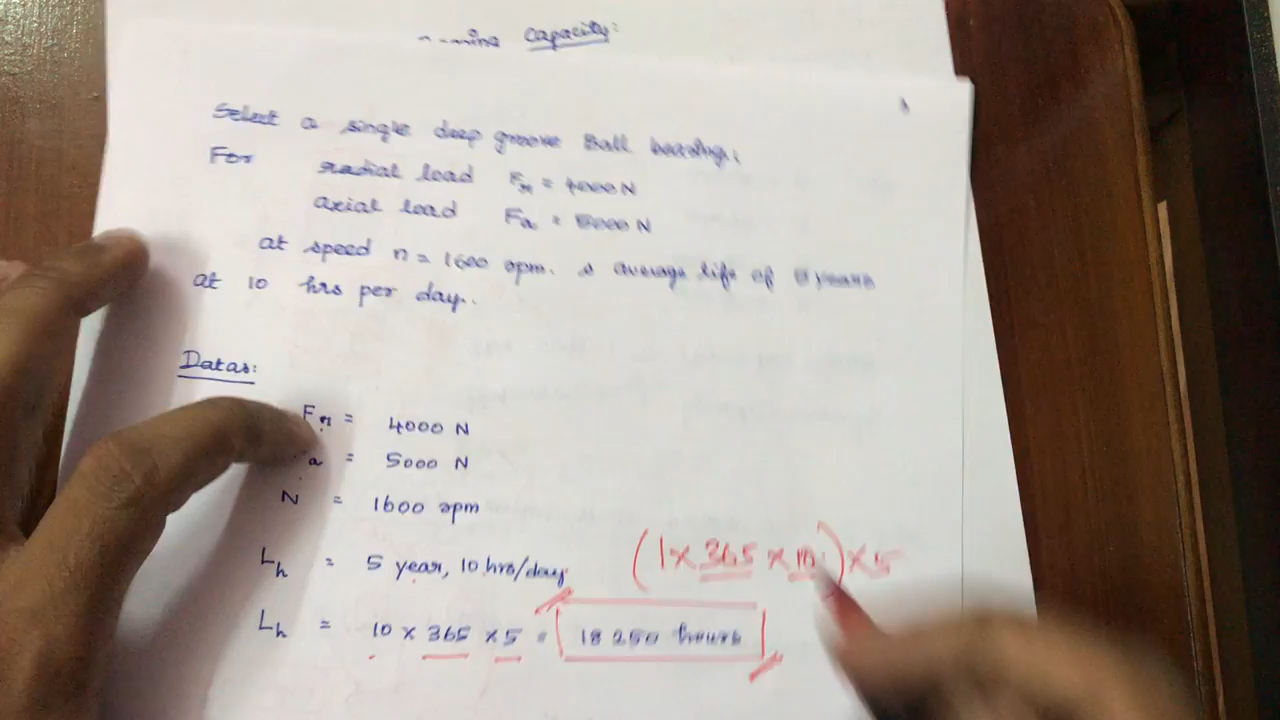 Capacity:
Select a single deep groove Ball bearing;
For radial load Fr = 4000 N
axial load Fa = 5000 N
at speed n = 1600 rpm. & average life of 5 years
at 10 hrs per day.
Datas:
Fr = 4000 N
a = 5000 N
N = 1600 rpm
Lh = 5 year, 10 hrs/day
(1 × 365 × 10) × 5
Lh = 10 × 365 × 5 = 18250 hours